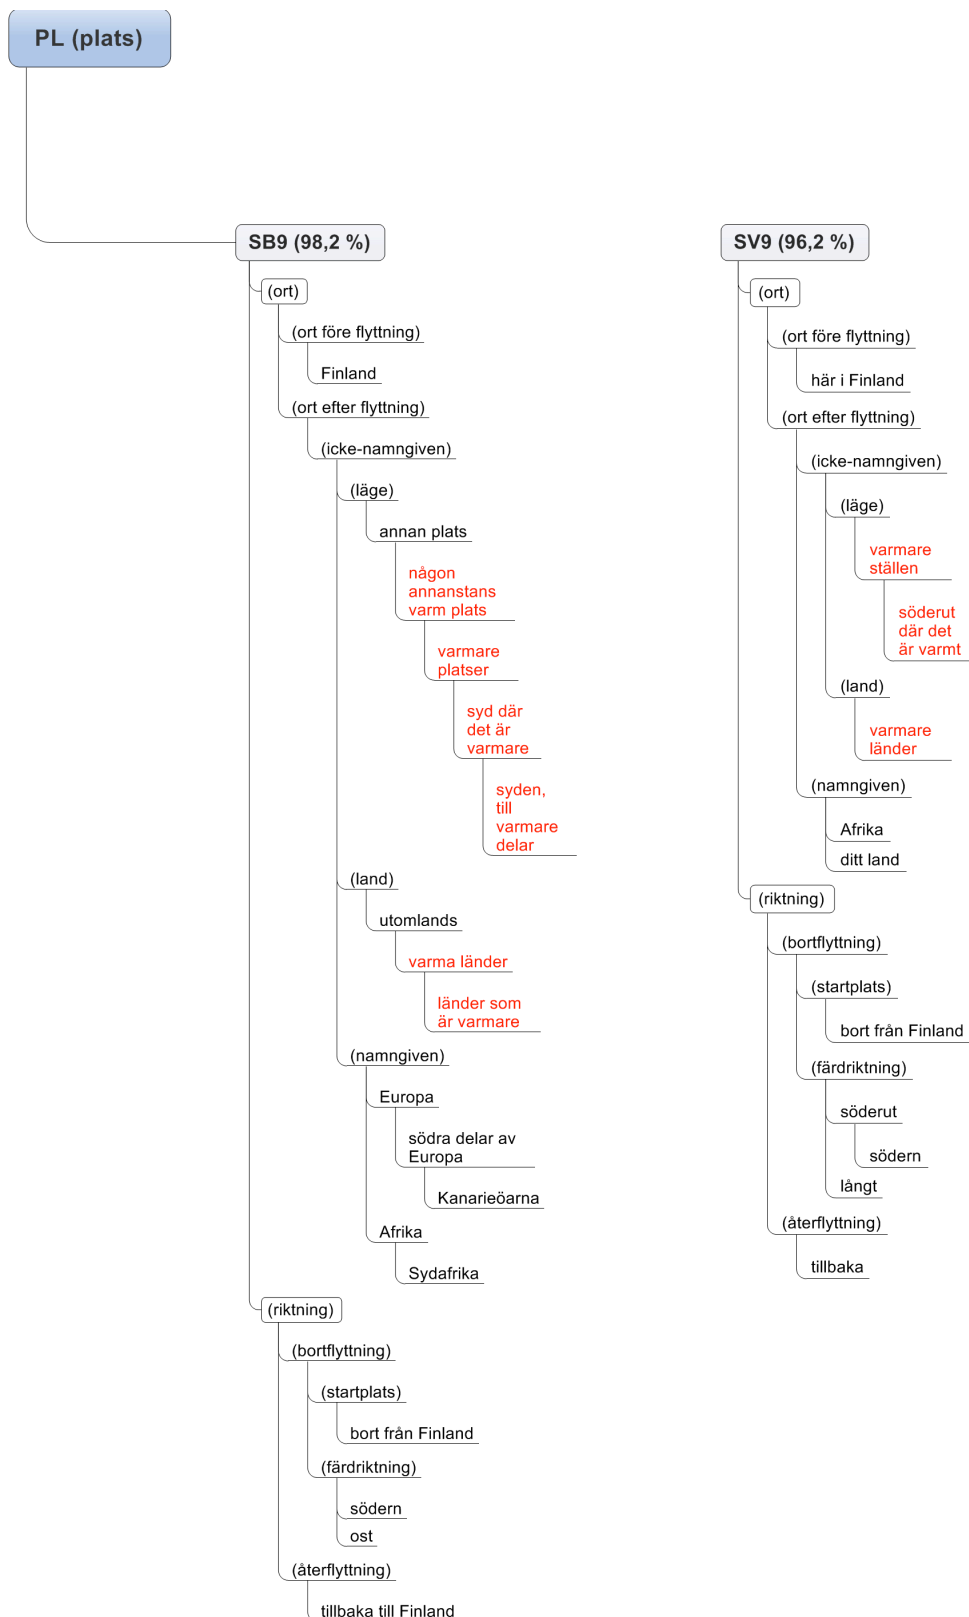 PL (plats)
SB9 (98,2 %)
(ort)
(ort före flyttning)
Finland
(ort efter flyttning)
(icke-namngiven)
(läge)
annan plats
någon
annanstans
varm plats
varmare
platser
syd där
det är
varmare
syden,
till
varmare
delar
(land)
utomlands
varma länder
länder som
är varmare
(namngiven)
Europa
södra delar av
Europa
Kanarieöarna
Afrika
Sydafrika
(riktning)
(bortflyttning)
(startplats)
bort från Finland
(färdriktning)
södern
ost
(återflyttning)
tillbaka till Finland
SV9 (96,2 %)
(ort)
(ort före flyttning)
här i Finland
(ort efter flyttning)
(icke-namngiven)
(läge)
varmare
ställen
söderut
där det
är varmt
(land)
varmare
länder
(namngiven)
Afrika
ditt land
(riktning)
(bortflyttning)
(startplats)
bort från Finland
(färdriktning)
söderut
södern
långt
(återflyttning)
tillbaka